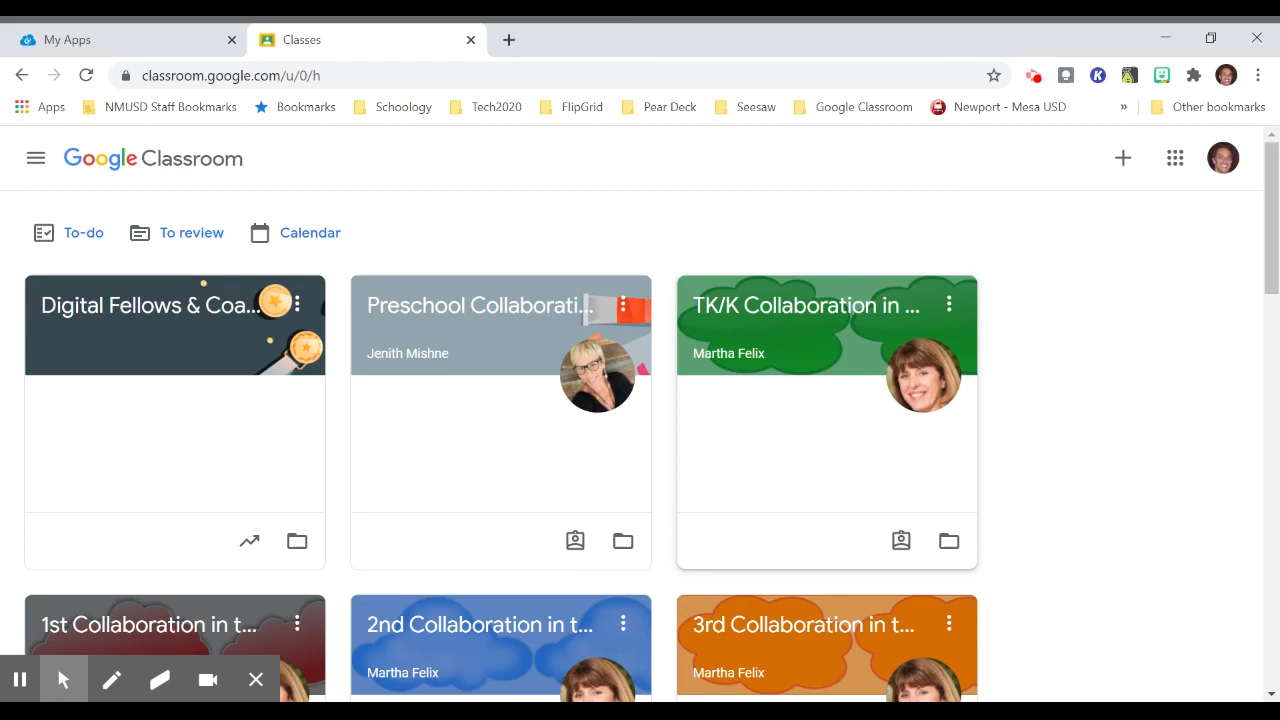 My Apps
Classes
classroom.google.com/u/0/h
Apps NMUSD Staff Bookmarks Bookmarks Schoology Tech2020 FlipGrid Pear Deck Seesaw Google Classroom Newport - Mesa USD » Other bookmarks
Google Classroom
To-do To review Calendar
Digital Fellows & Coa...
Preschool Collaborati...
Jenith Mishne
TK/K Collaboration in ...
Martha Felix
1st Collaboration in t...
2nd Collaboration in t...
Martha Felix
3rd Collaboration in t...
Martha Felix